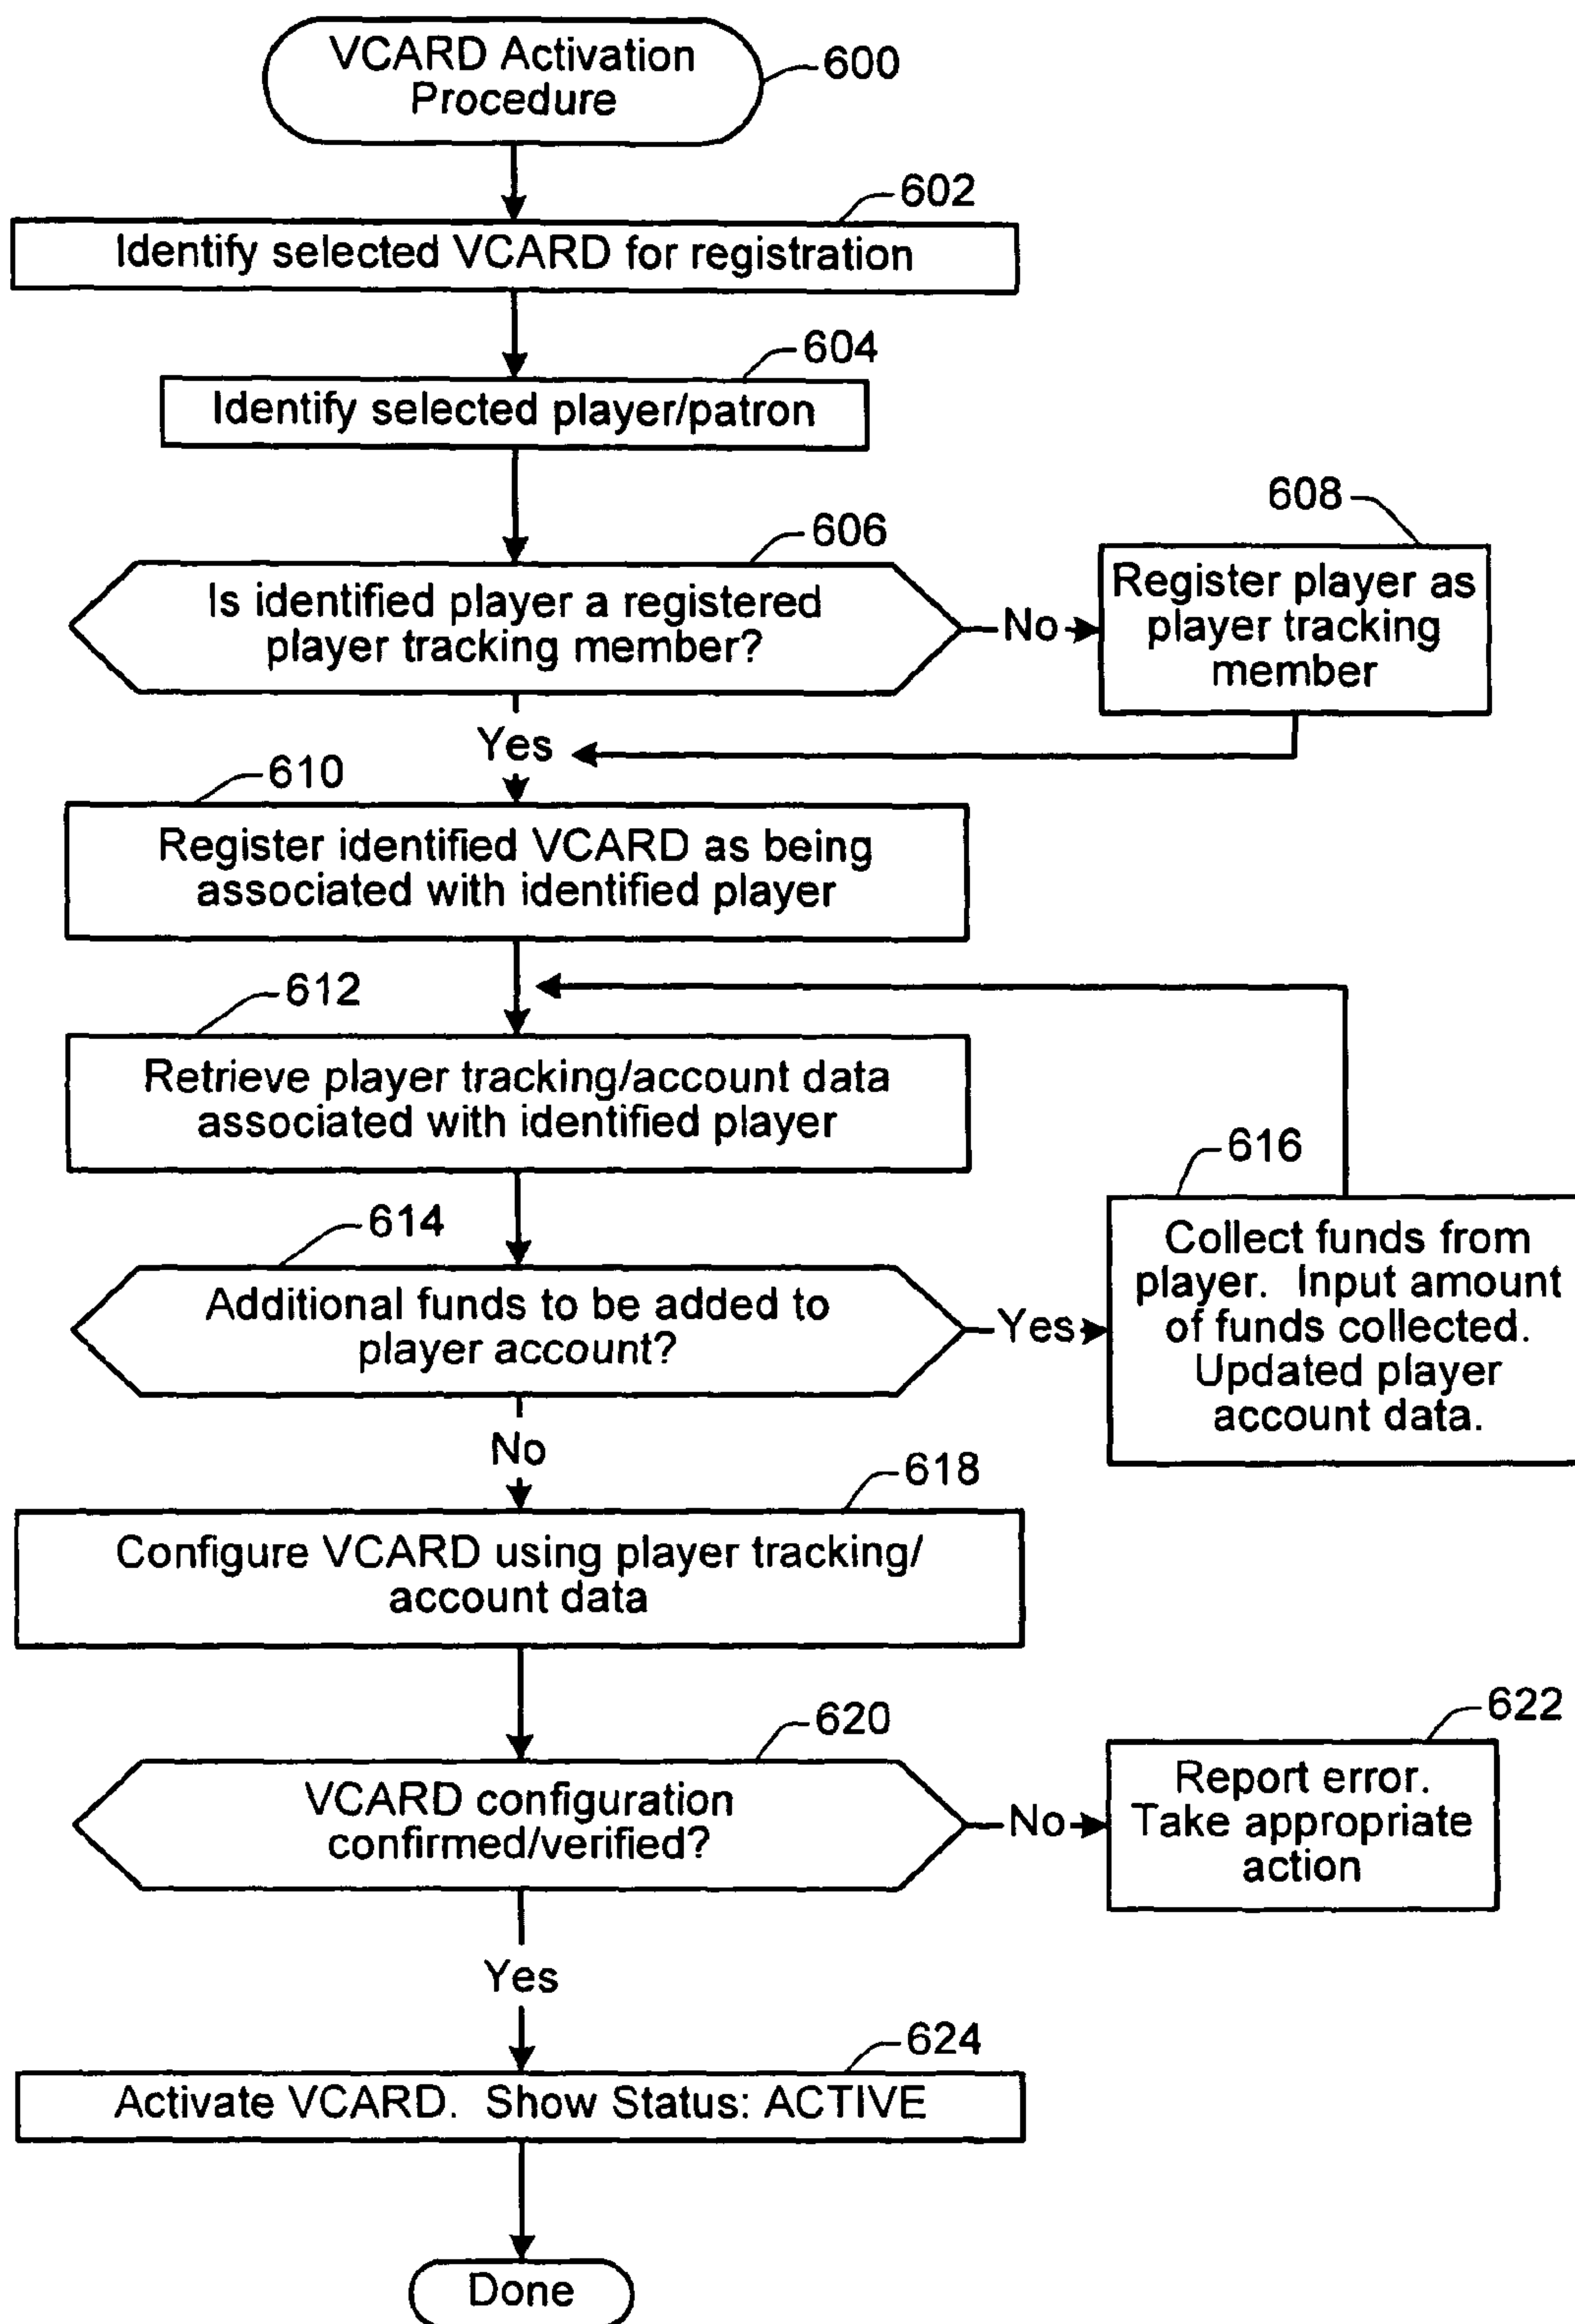 VCARD Activation
Procedure
600
602
Identify selected VCARD for registration
604
Identify selected player/patron
606
Is identified player a registered
player tracking member?
No
608
Register player as
player tracking
member
Yes
610
Register identified VCARD as being
associated with identified player
612
Retrieve player tracking/account data
associated with identified player
614
Additional funds to be added to
player account?
Yes
616
Collect funds from
player. Input amount
of funds collected.
Updated player
account data.
No
618
Configure VCARD using player tracking/
account data
620
VCARD configuration
confirmed/verified?
No
622
Report error.
Take appropriate
action
Yes
624
Activate VCARD. Show Status: ACTIVE
Done